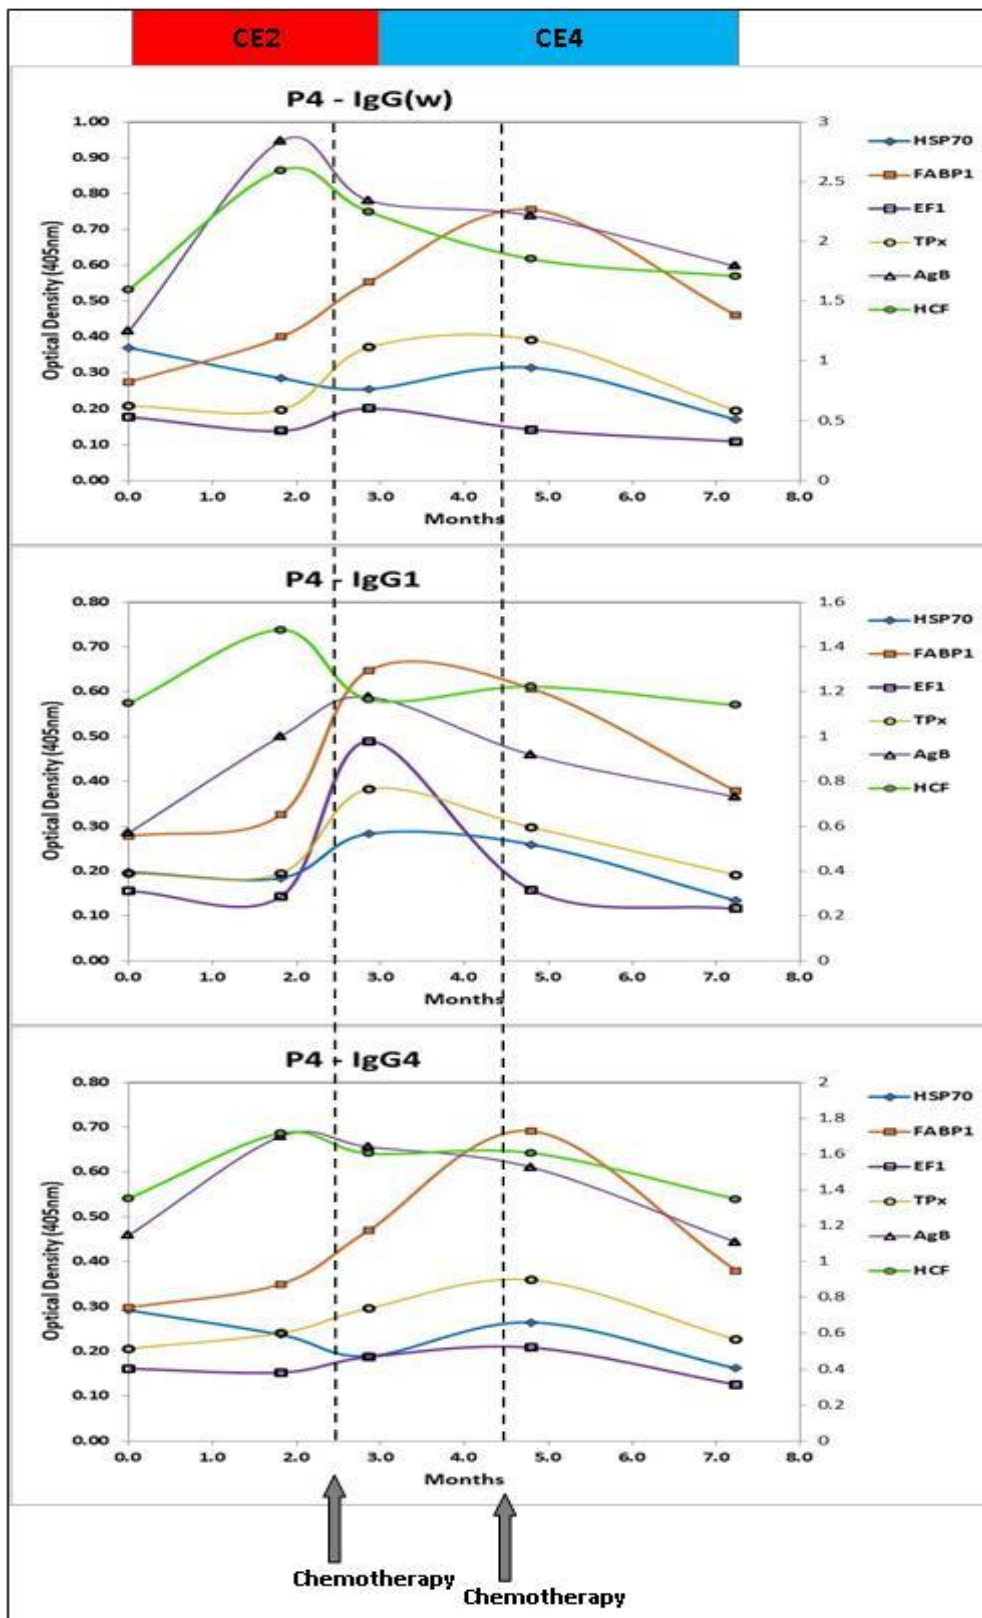 CE2 CE4
P4 - IgG(w)
Optical Density (405nm)
1.00
0.90
0.80
0.70
0.60
0.50
0.40
0.30
0.20
0.10
0.00
3
2.5
2
1.5
1
0.5
0
0.0 1.0 2.0 3.0 4.0 5.0 6.0 7.0 8.0
Months
HSP70
FABP1
EF1
TPx
AgB
HCF
P4 - IgG1
Optical Density (405nm)
0.80
0.70
0.60
0.50
0.40
0.30
0.20
0.10
0.00
1.6
1.4
1.2
1
0.8
0.6
0.4
0.2
0
0.0 1.0 2.0 3.0 4.0 5.0 6.0 7.0 8.0
Months
HSP70
FABP1
EF1
TPx
AgB
HCF
P4 - IgG4
Optical Density (405nm)
0.80
0.70
0.60
0.50
0.40
0.30
0.20
0.10
0.00
2
1.8
1.6
1.4
1.2
1
0.8
0.6
0.4
0.2
0
0.0 1.0 2.0 3.0 4.0 5.0 6.0 7.0 8.0
Months
HSP70
FABP1
EF1
TPx
AgB
HCF
Chemotherapy
Chemotherapy